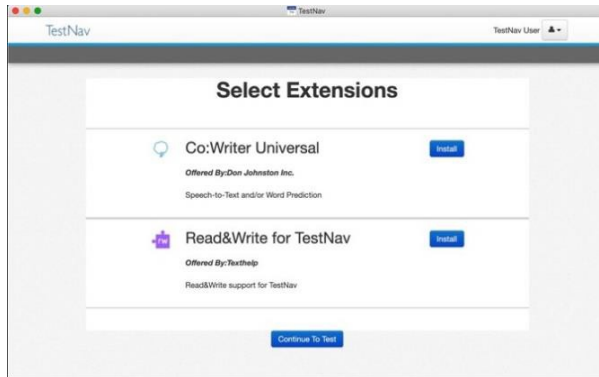 TestNav
TestNav
TestNav User
Select Extensions
Co:Writer Universal
Install
Offered By:Don Johnston Inc.
Speech-to-Text and/or Word Prediction
rw
Read&Write for TestNav
Install
Offered By:Texthelp
Read&Write support for TestNav
Continue To Test